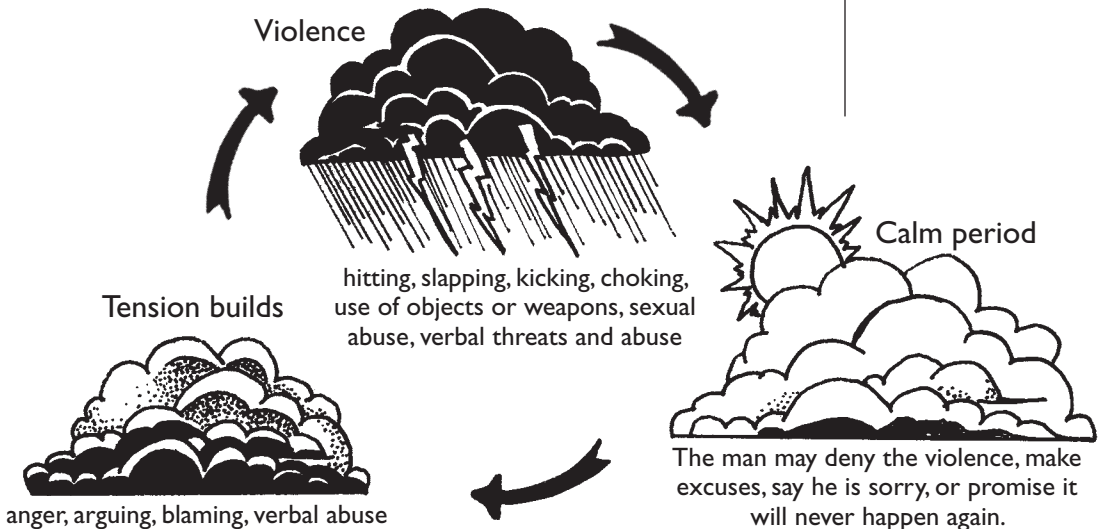 Violence
hitting, slapping, kicking, choking,
use of objects or weapons, sexual
abuse, verbal threats and abuse
Calm period
The man may deny the violence, make
excuses, say he is sorry, or promise it
will never happen again.
Tension builds
anger, arguing, blaming, verbal abuse